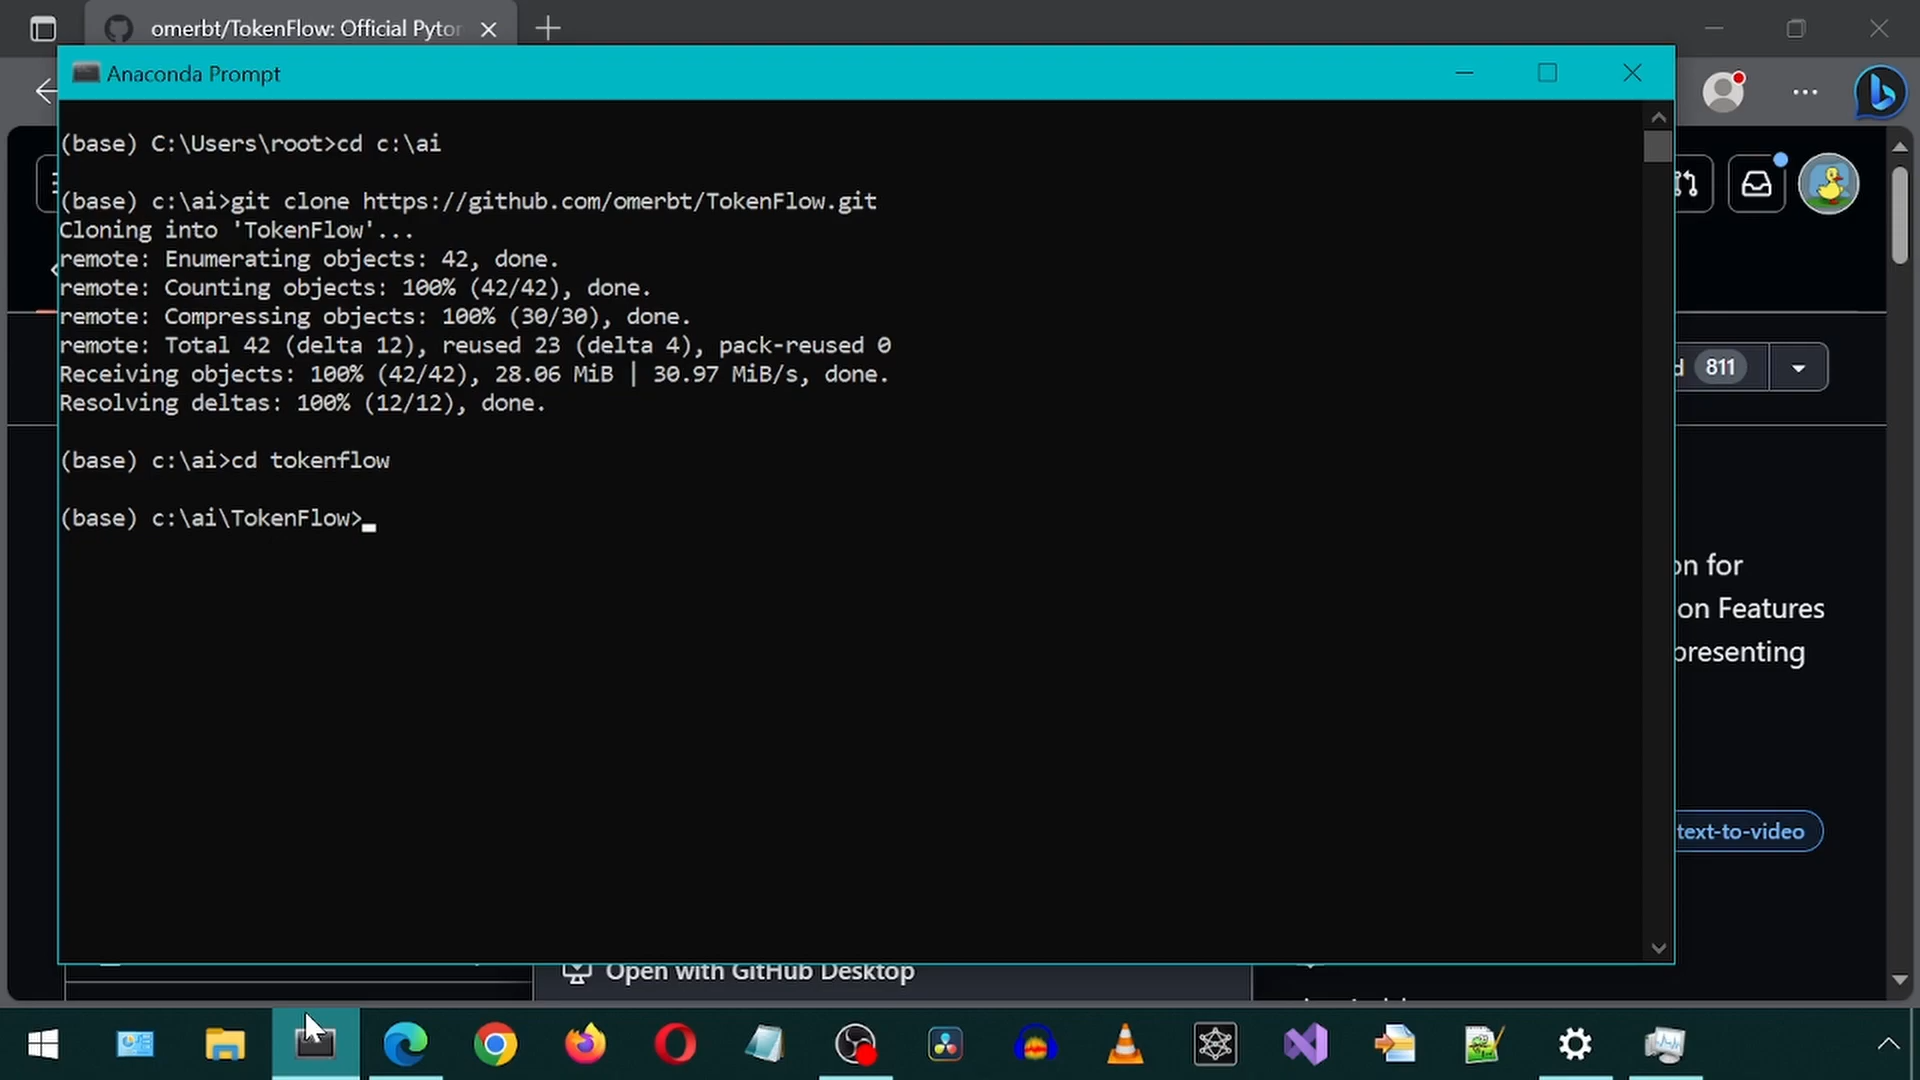 omerbt/TokenFlow: Official Pytor
Anaconda Prompt
(base) C:\Users\root>cd c:\ai
(base) c:\ai>git clone https://github.com/omerbt/TokenFlow.git
Cloning into 'TokenFlow'...
remote: Enumerating objects: 42, done.
remote: Counting objects: 100% (42/42), done.
remote: Compressing objects: 100% (30/30), done.
remote: Total 42 (delta 12), reused 23 (delta 4), pack-reused 0
Receiving objects: 100% (42/42), 28.06 MiB | 30.97 MiB/s, done.
Resolving deltas: 100% (12/12), done.
(base) c:\ai>cd tokenflow
(base) c:\ai\TokenFlow>
d 811
on for
on Features
presenting
text-to-video
Open with GitHub Desktop